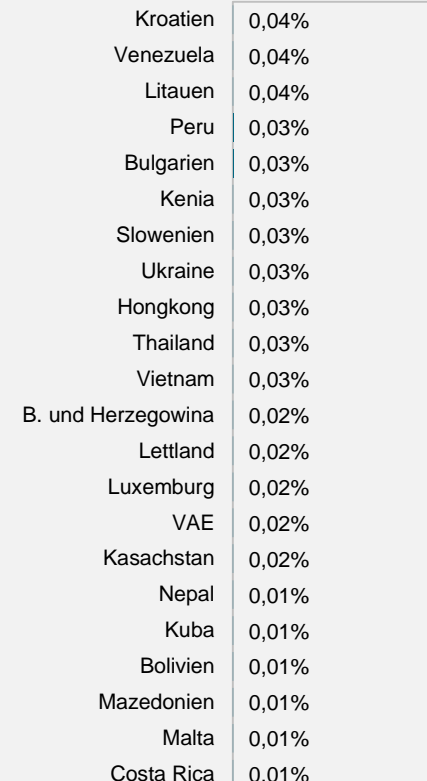 Kroatien 0,04%
Venezuela 0,04%
Litauen 0,04%
Peru 0,03%
Bulgarien 0,03%
Kenia 0,03%
Slowenien 0,03%
Ukraine 0,03%
Hongkong 0,03%
Thailand 0,03%
Vietnam 0,03%
B. und Herzegowina 0,02%
Lettland 0,02%
Luxemburg 0,02%
VAE 0,02%
Kasachstan 0,02%
Nepal 0,01%
Kuba 0,01%
Bolivien 0,01%
Mazedonien 0,01%
Malta 0,01%
Costa Rica 0,01%